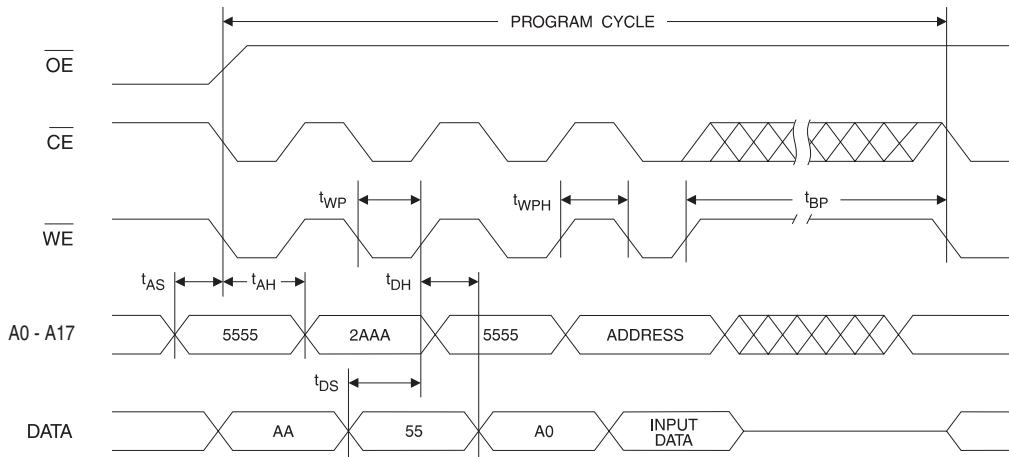 PROGRAM CYCLE
OE
CE
tWP tWPH tBP
WE
tAS tAH tDH
A0 - A17 5555 2AAA 5555 ADDRESS
tDS
DATA AA 55 A0 INPUT DATA